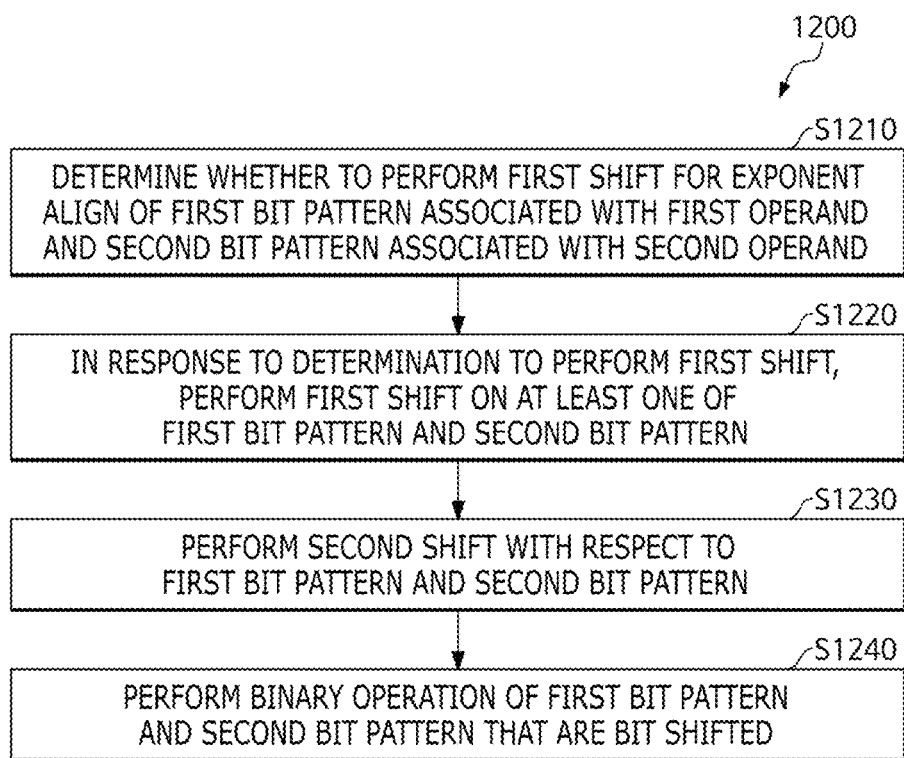 1200
S1210
DETERMINE WHETHER TO PERFORM FIRST SHIFT FOR EXPONENT
ALIGN OF FIRST BIT PATTERN ASSOCIATED WITH FIRST OPERAND
AND SECOND BIT PATTERN ASSOCIATED WITH SECOND OPERAND
S1220
IN RESPONSE TO DETERMINATION TO PERFORM FIRST SHIFT,
PERFORM FIRST SHIFT ON AT LEAST ONE OF
FIRST BIT PATTERN AND SECOND BIT PATTERN
S1230
PERFORM SECOND SHIFT WITH RESPECT TO
FIRST BIT PATTERN AND SECOND BIT PATTERN
S1240
PERFORM BINARY OPERATION OF FIRST BIT PATTERN
AND SECOND BIT PATTERN THAT ARE BIT SHIFTED